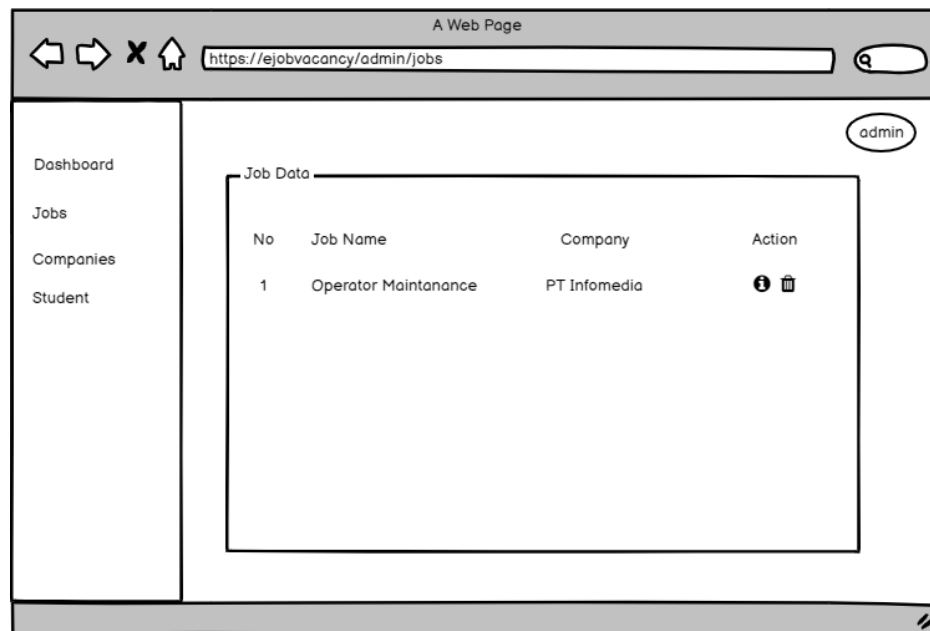 A Web Page
https://ejobvacancy/admin/jobs
admin
Dashboard
Jobs
Companies
Student
Job Data
No Job Name Company Action
1 Operator Maintanance PT Infomedia